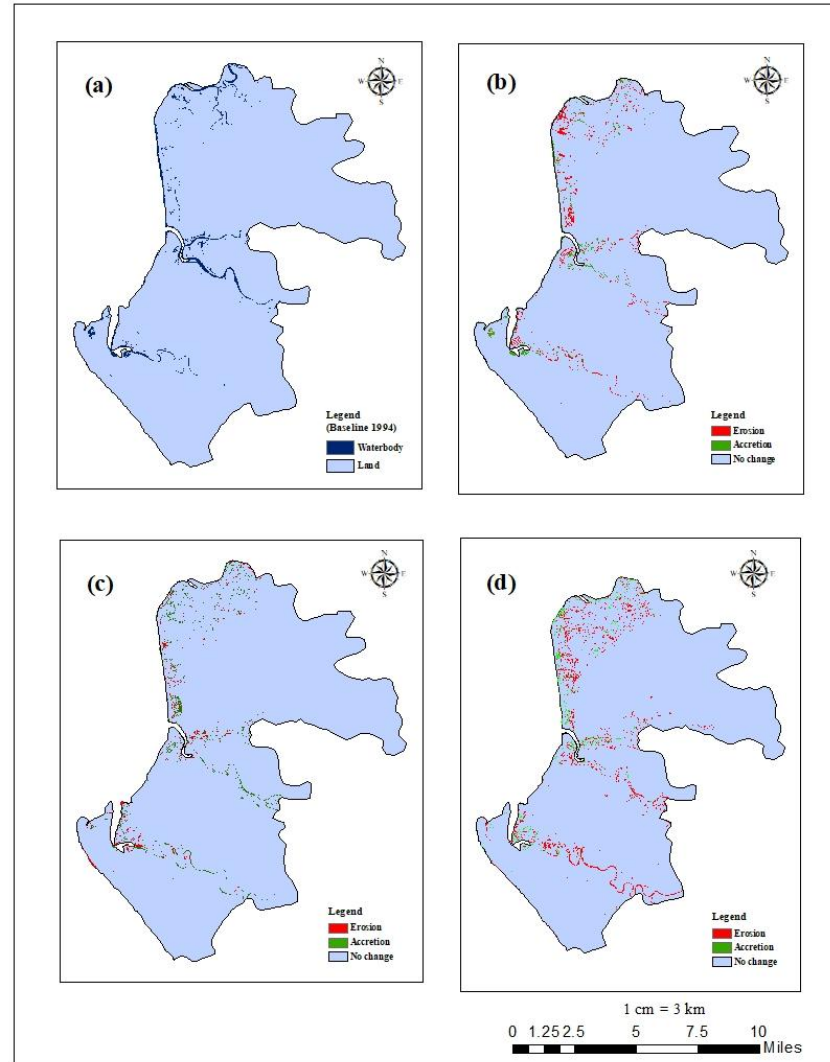 (a)
N
W
E
S
Legend
(Baseline 1994)
Waterbody
Land
(b)
N
W
E
S
Legend
Erosion
Accretion
No change
(c)
N
W
E
S
Legend
Erosion
Accretion
No change
(d)
N
W
E
S
Legend
Erosion
Accretion
No change
1 cm = 3 km
0 1.25 2.5 5 7.5 10
Miles